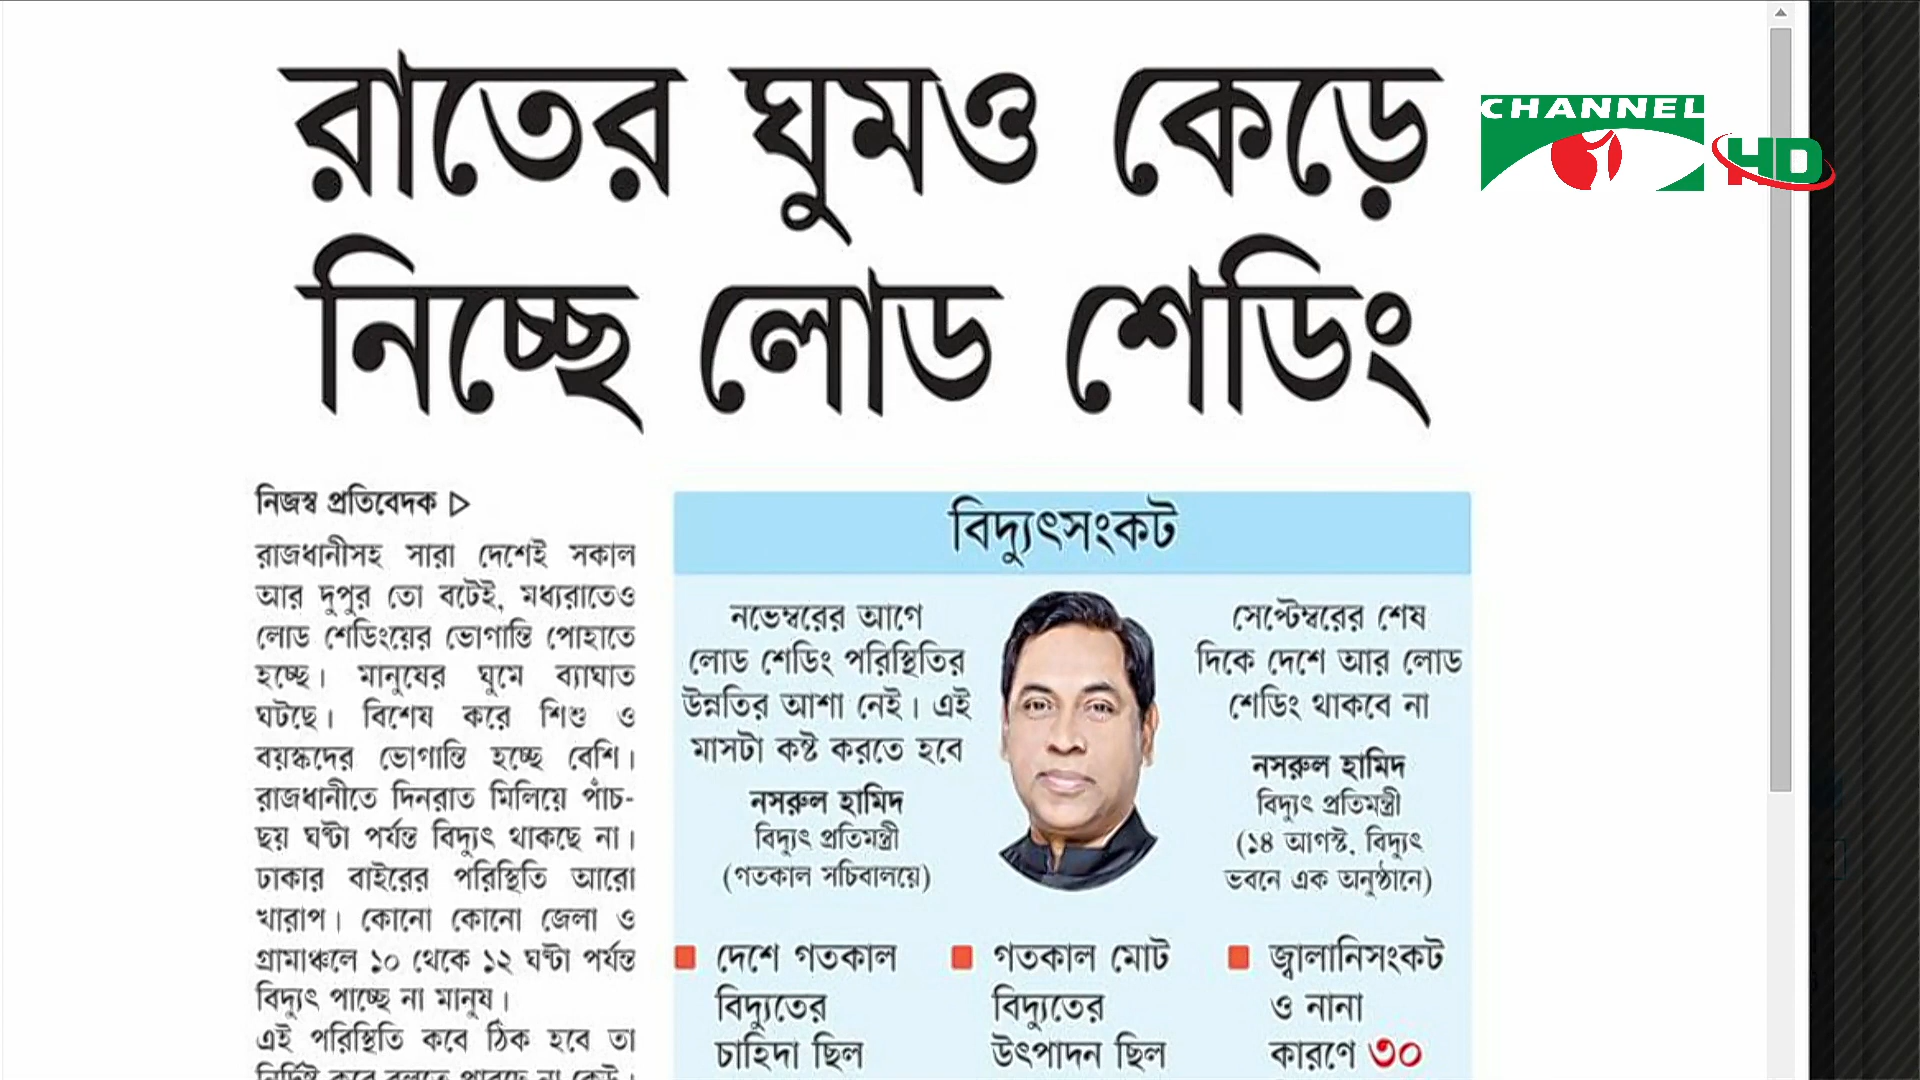 রাতের ঘুমও কেড়ে
নিচ্ছে লোড শেডিং
CHANNEL
i HD
নিজস্ব প্রতিবেদক ▷
রাজধানীসহ সারা দেশেই সকাল
আর দুপুর তো বটেই, মধ্যরাতেও
লোড শেডিংয়ের ভোগান্তি পোহাতে
হচ্ছে। মানুষের ঘুমে ব্যাঘাত
ঘটছে। বিশেষ করে শিশু ও
বয়স্কদের ভোগান্তি হচ্ছে বেশি।
রাজধানীতে দিনরাত মিলিয়ে পাঁচ-
ছয় ঘণ্টা পর্যন্ত বিদ্যুৎ থাকছে না।
ঢাকার বাইরের পরিস্থিতি আরো
খারাপ। কোনো কোনো জেলা ও
গ্রামাঞ্চলে ১০ থেকে ১২ ঘণ্টা পর্যন্ত
বিদ্যুৎ পাচ্ছে না মানুষ।
এই পরিস্থিতি কবে ঠিক হবে তা
নির্দিষ্ট করে বলতে পারছে না কেউ।
বিদ্যুৎসংকট
নভেম্বরের আগে
লোড শেডিং পরিস্থিতির
উন্নতির আশা নেই। এই
মাসটা কষ্ট করতে হবে
নসরুল হামিদ
বিদ্যুৎ প্রতিমন্ত্রী
(গতকাল সচিবালয়ে)
সেপ্টেম্বরের শেষ
দিকে দেশে আর লোড
শেডিং থাকবে না
নসরুল হামিদ
বিদ্যুৎ প্রতিমন্ত্রী
(১৪ আগস্ট, বিদ্যুৎ
ভবনে এক অনুষ্ঠানে)
দেশে গতকাল
বিদ্যুতের
চাহিদা ছিল
গতকাল মোট
বিদ্যুতের
উৎপাদন ছিল
জ্বালানিসংকট
ও নানা
কারণে ৩০